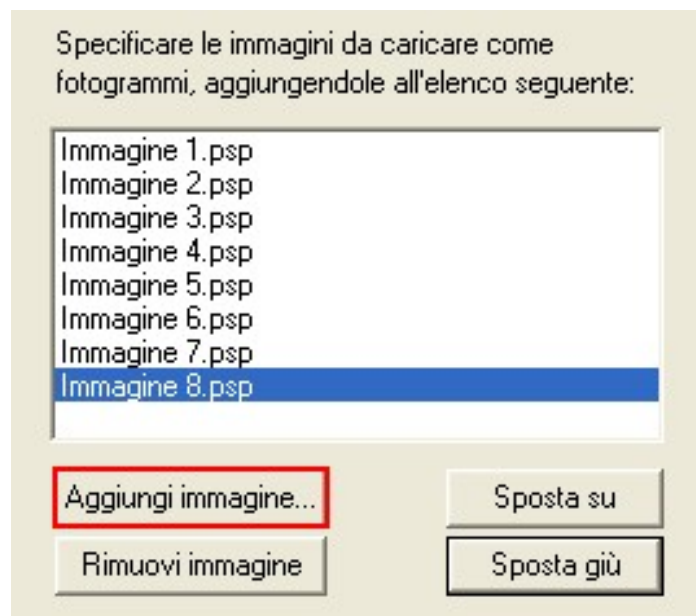 Specificare le immagini da caricare come
fotogrammi, aggiungendole all'elenco seguente:
Immagine 1.psp
Immagine 2.psp
Immagine 3.psp
Immagine 4.psp
Immagine 5.psp
Immagine 6.psp
Immagine 7.psp
Immagine 8.psp
Aggiungi immagine...
Sposta su
Rimuovi immagine
Sposta giù